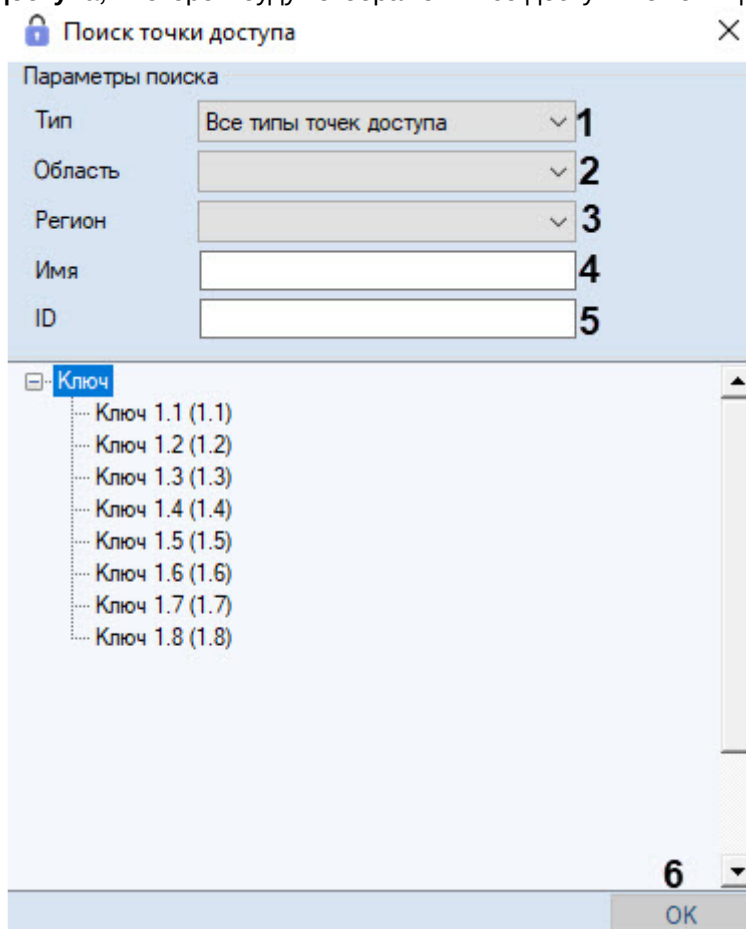 Поиск точки доступа
Параметры поиска
Тип Все типы точек доступа 1
Область 2
Регион 3
Имя 4
ID 5
Ключ
Ключ 1.1 (1.1)
Ключ 1.2 (1.2)
Ключ 1.3 (1.3)
Ключ 1.4 (1.4)
Ключ 1.5 (1.5)
Ключ 1.6 (1.6)
Ключ 1.7 (1.7)
Ключ 1.8 (1.8)
6
OK